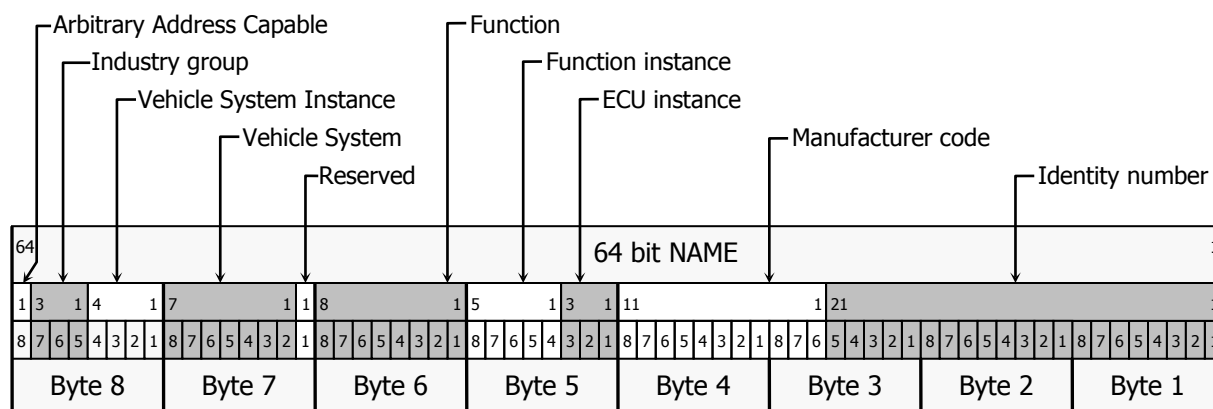 Arbitrary Address Capable
Function
Industry group
Function instance
Vehicle System Instance
ECU instance
Vehicle System
Manufacturer code
Reserved
Identity number
64
64 bit NAME
1 3 1 4 1 7 1 1 8 1 5 1 3 1 11 1 21
8 7 6 5 4 3 2 1 8 7 6 5 4 3 2 1 8 7 6 5 4 3 2 1 8 7 6 5 4 3 2 1 8 7 6 5 4 3 2 1 8 7 6 5 4 3 2 1 8 7 6 5 4 3 2 1 8 7 6 5 4 3 2
Byte 8 Byte 7 Byte 6 Byte 5 Byte 4 Byte 3 Byte 2 Byte 1